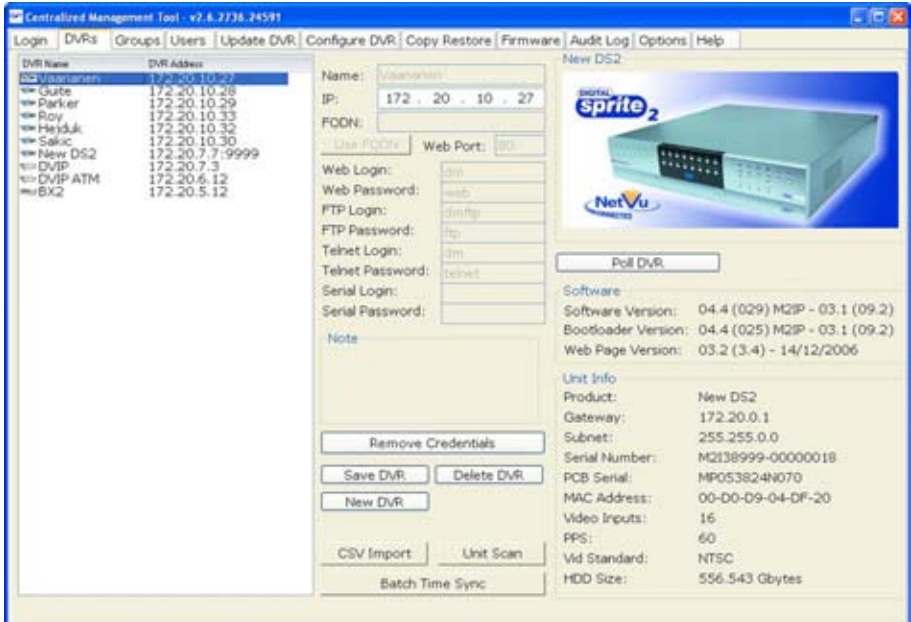 Centralized Management Tool - v2.6.2736.24591
Login DVRs Groups Users Update DVR Configure DVR Copy Restore Firmware Audit Log Options Help
DVR Name DVR Address
Vaananen 172.20.10.27
Guite 172.20.10.28
Parker 172.20.10.29
Roy 172.20.10.33
Hejduk 172.20.10.32
Sakic 172.20.10.30
New DS2 172.20.7.7:9999
DVIP 172.20.7.3
DVIP ATM 172.20.6.12
BX2 172.20.5.12
Name: Vaananen
IP: 172 . 20 . 10 . 27
FQDN:
Use FQDN Web Port: 80
Web Login: dm
Web Password: web
FTP Login: dmftp
FTP Password: ftp
Telnet Login: dm
Telnet Password: telnet
Serial Login:
Serial Password:
Note
Remove Credentials
Save DVR Delete DVR
New DVR
CSV Import Unit Scan
Batch Time Sync
New DS2
DIGITAL
sprite 2
NetVu
CONNECTED
Poll DVR
Software
Software Version: 04.4 (029) M2IP - 03.1 (09.2)
Bootloader Version: 04.4 (025) M2IP - 03.1 (09.2)
Web Page Version: 03.2 (3.4) - 14/12/2006
Unit Info
Product: New DS2
Gateway: 172.20.0.1
Subnet: 255.255.0.0
Serial Number: M2I38999-00000018
PCB Serial: MP053824N070
MAC Address: 00-D0-D9-04-DF-20
Video Inputs: 16
PPS: 60
Vid Standard: NTSC
HDD Size: 556.543 Gbytes